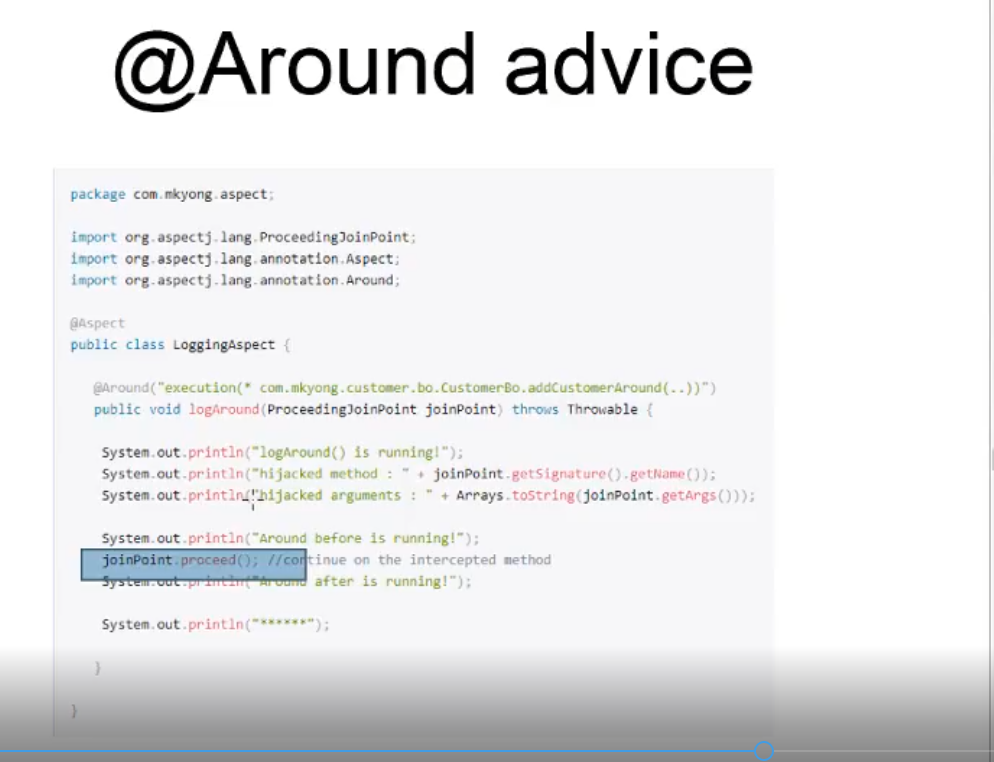 @Around advice
package com.mkyong.aspect;
import org.aspectj.lang.ProceedingJoinPoint;
import org.aspectj.lang.annotation.Aspect;
import org.aspectj.lang.annotation.Around;
@Aspect
public class LoggingAspect {
@Around("execution(* com.mkyong.customer.bo.CustomerBo.addCustomerAround(..))")
public void logAround(ProceedingJoinPoint joinPoint) throws Throwable {
System.out.println("logAround() is running!");
System.out.println("hijacked method : " + joinPoint.getSignature().getName());
System.out.println("hijacked arguments : " + Arrays.toString(joinPoint.getArgs()));
System.out.println("Around before is running!");
joinPoint.proceed(); //continue on the intercepted method
System.out.println("Around after is running!");
System.out.println("******");
}
}